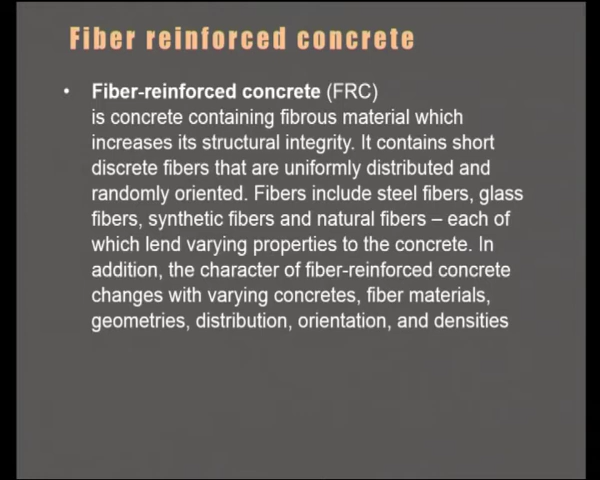 Fiber reinforced concrete
• Fiber-reinforced concrete (FRC)
is concrete containing fibrous material which
increases its structural integrity. It contains short
discrete fibers that are uniformly distributed and
randomly oriented. Fibers include steel fibers, glass
fibers, synthetic fibers and natural fibers – each of
which lend varying properties to the concrete. In
addition, the character of fiber-reinforced concrete
changes with varying concretes, fiber materials,
geometries, distribution, orientation, and densities